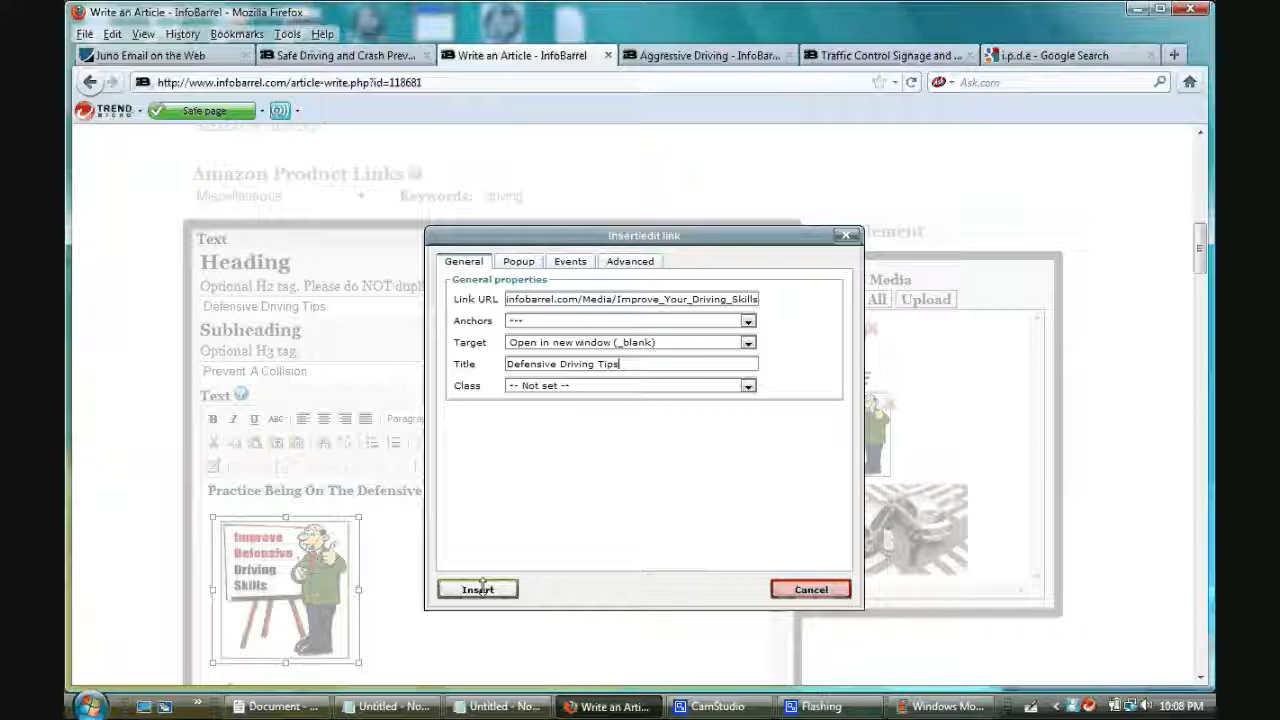 Write an Article - InfoBarrel - Mozilla Firefox
File Edit View History Bookmarks Tools Help
Juno Email on the Web
Safe Driving and Crash Prev...
Write an Article - InfoBarrel
Aggressive Driving - InfoBar...
Traffic Control Signage and ...
i.p.d.e - Google Search
http://www.infobarrel.com/article-write.php?id=118681
Ask.com
TREND MICRO
Safe page
Amazon Product Links
Miscellaneous Keywords: driving
Text
Heading
Optional H2 tag. Please do NOT dupl
Defensive Driving Tips
Subheading
Optional H3 tag
Prevent A Collision
Text
B I U ABC Paragra
Practice Being On The Defensive
Improve
Defensive
Driving
Skills
Insert/edit link
General Popup Events Advanced
General properties
Link URL infobarrel.com/Media/Improve_Your_Driving_Skills
Anchors ---
Target Open in new window (_blank)
Title Defensive Driving Tips
Class -- Not set --
Insert Cancel
lement
Media
All Upload
Document - ...
Untitled - No...
Untitled - No...
Write an Arti...
CamStudio
Flashing
Windows Mo...
10:08 PM